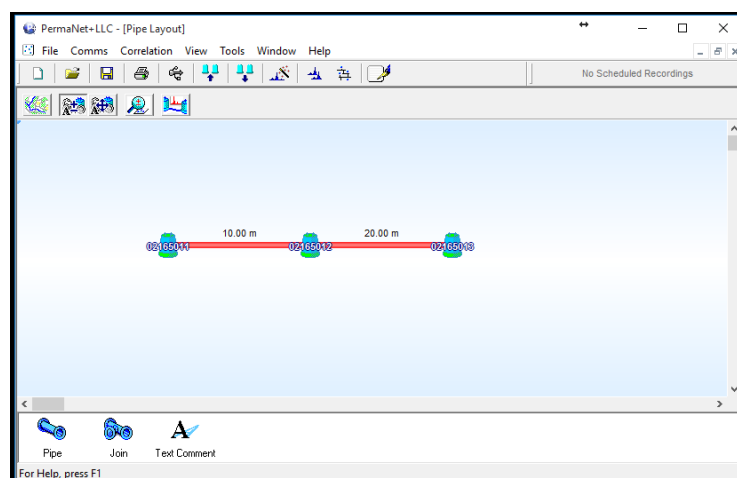 PermaNet+LLC - [Pipe Layout]
File Comms Correlation View Tools Window Help
No Scheduled Recordings
10.00 m 20.00 m
02165011 02165012 02165013
Pipe Join Text Comment
For Help, press F1